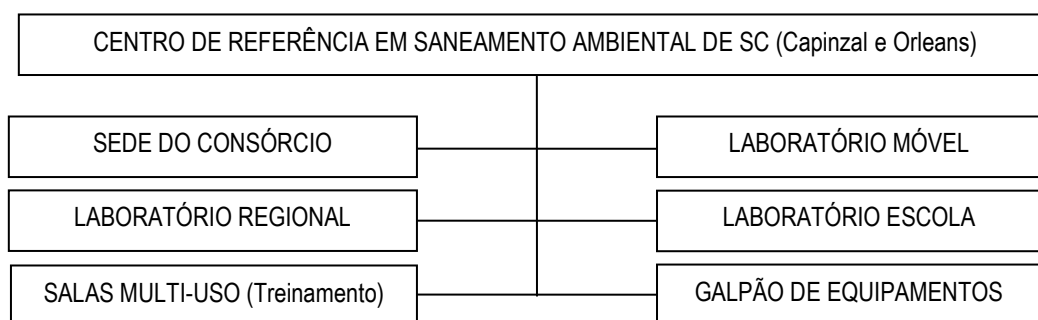 CENTRO DE REFERÊNCIA EM SANEAMENTO AMBIENTAL DE SC (Capinzal e Orleans)
SEDE DO CONSÓRCIO
LABORATÓRIO MÓVEL
LABORATÓRIO REGIONAL
LABORATÓRIO ESCOLA
SALAS MULTI-USO (Treinamento)
GALPÃO DE EQUIPAMENTOS